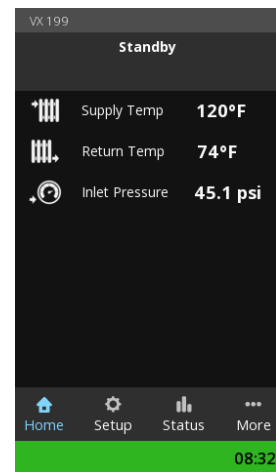 VX 199
Standby
Supply Temp 120°F
Return Temp 74°F
Inlet Pressure 45.1 psi
Home Setup Status More
08:32